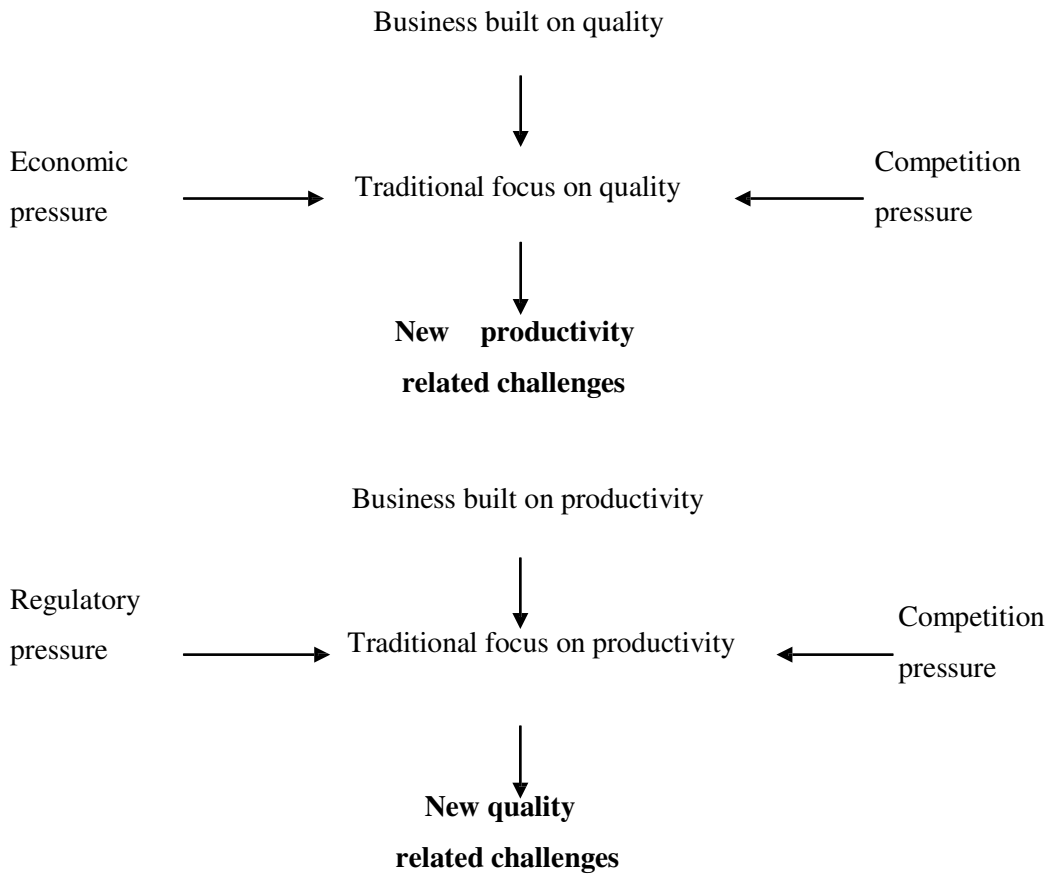 Business built on quality
Economic
pressure
Traditional focus on quality
Competition
pressure
New productivity
related challenges
Business built on productivity
Regulatory
pressure
Traditional focus on productivity
Competition
pressure
New quality
related challenges